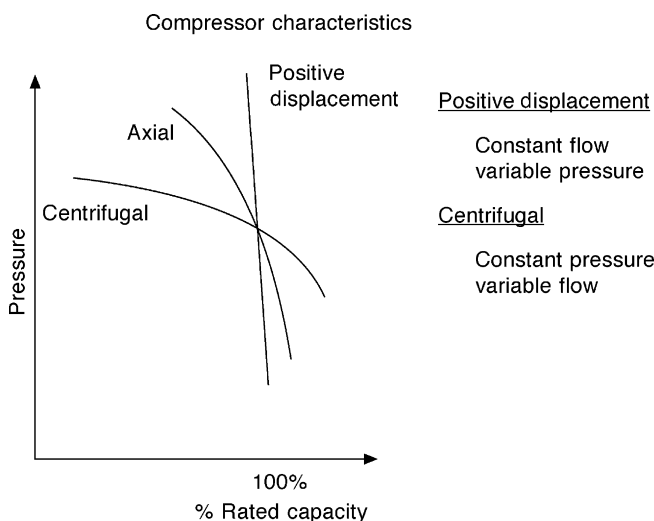 Compressor characteristics
Positive
displacement
Axial
Centrifugal
Pressure
100%
% Rated capacity
Positive displacement
Constant flow
variable pressure
Centrifugal
Constant pressure
variable flow